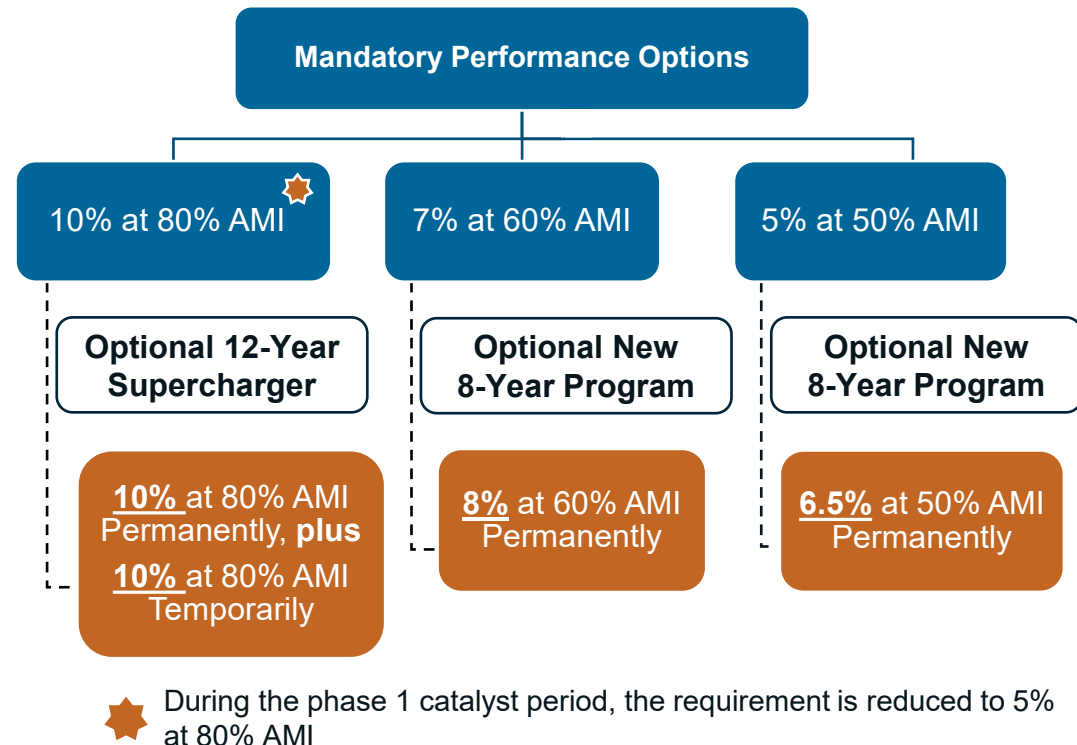 Mandatory Performance Options
10% at 80% AMI
7% at 60% AMI
5% at 50% AMI
Optional 12-Year
Supercharger
Optional New
8-Year Program
Optional New
8-Year Program
10% at 80% AMI
Permanently, plus
10% at 80% AMI
Temporarily
8% at 60% AMI
Permanently
6.5% at 50% AMI
Permanently
During the phase 1 catalyst period, the requirement is reduced to 5%
at 80% AMI